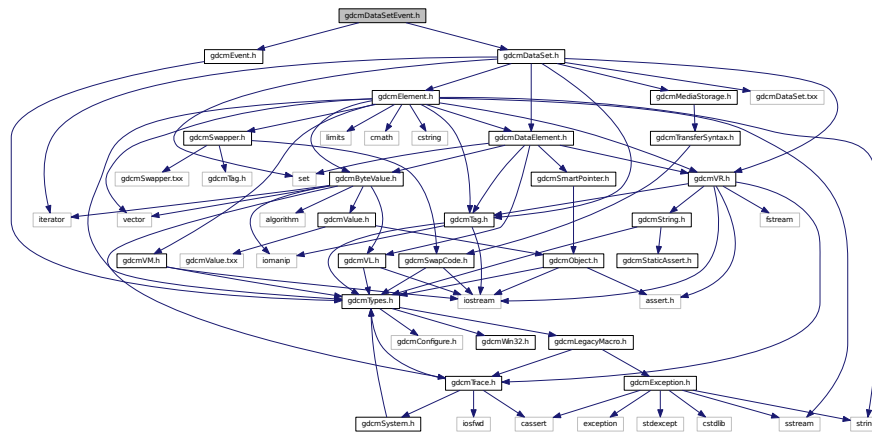 gdcmDataSetEvent.h
gdcmEvent.h
gdcmDataSet.h
gdcmElement.h
gdcmMediaStorage.h
gdcmDataSet.txx
gdcmSwapper.h
limits
cmath
cstring
gdcmDataElement.h
gdcmTransferSyntax.h
gdcmSwapper.txx
gdcmTag.h
set
gdcmByteValue.h
gdcmSmartPointer.h
gdcmVR.h
iterator
vector
algorithm
gdcmValue.h
gdcmTag.h
gdcmString.h
fstream
gdcmVM.h
gdcmValue.txx
iomanip
gdcmVL.h
gdcmSwapCode.h
gdcmObject.h
gdcmStaticAssert.h
gdcmTypes.h
iostream
assert.h
gdcmConfigure.h
gdcmWin32.h
gdcmLegacyMacro.h
gdcmTrace.h
gdcmException.h
gdcmSystem.h
iosfwd
cassert
exception
stdexcept
cstdlib
sstream
string